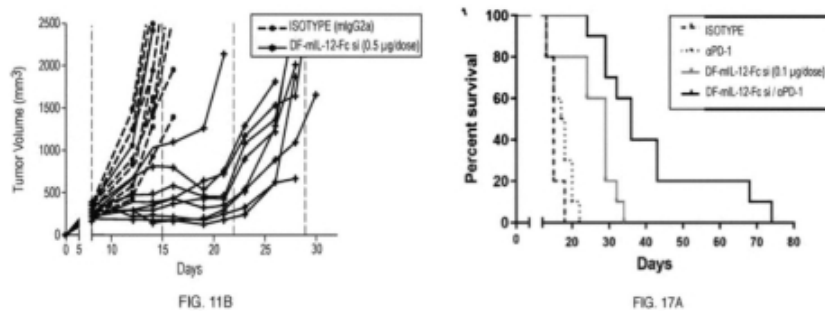 ISOTYPE (mIgG2a)
DF-mIL-12-Fc si (0.5 µg/dose)
Tumor Volume (mm3)
2500
2000
1500
1000
500
0
0 5 10 15 20 25 30
Days
FIG. 11B
ISOTYPE
αPD-1
DF-mIL-12-Fc si (0.1 µg/dose)
DF-mIL-12-Fc si / αPD-1
Percent survival
100
80
60
40
20
0
0 20 30 40 50 60 70 80
Days
FIG. 17A